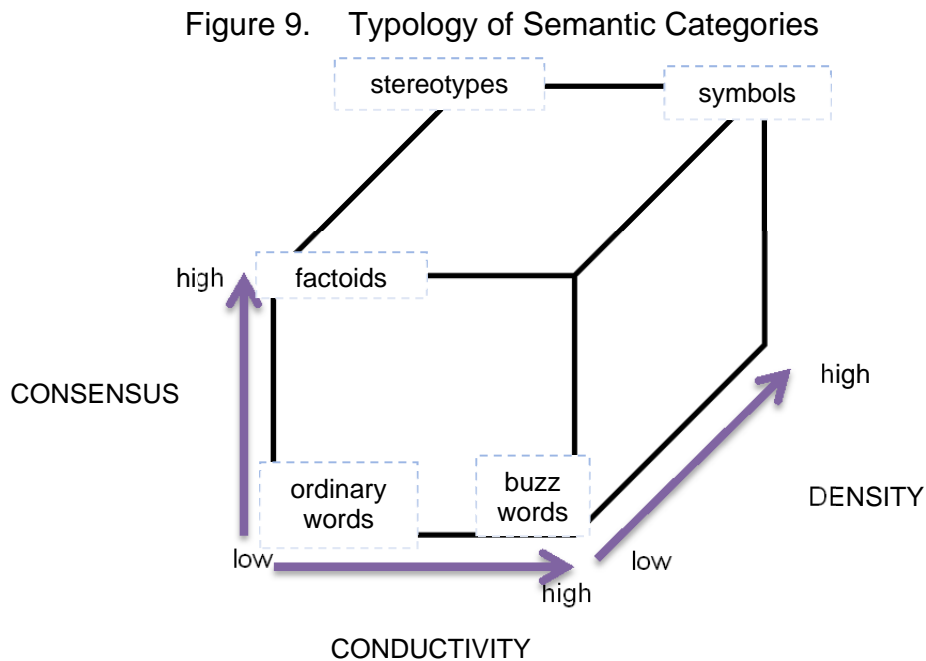 Figure 9. Typology of Semantic Categories
stereotypes
symbols
high
factoids
CONSENSUS
high
ordinary
words
buzz
words
DENSITY
low
low
high
CONDUCTIVITY